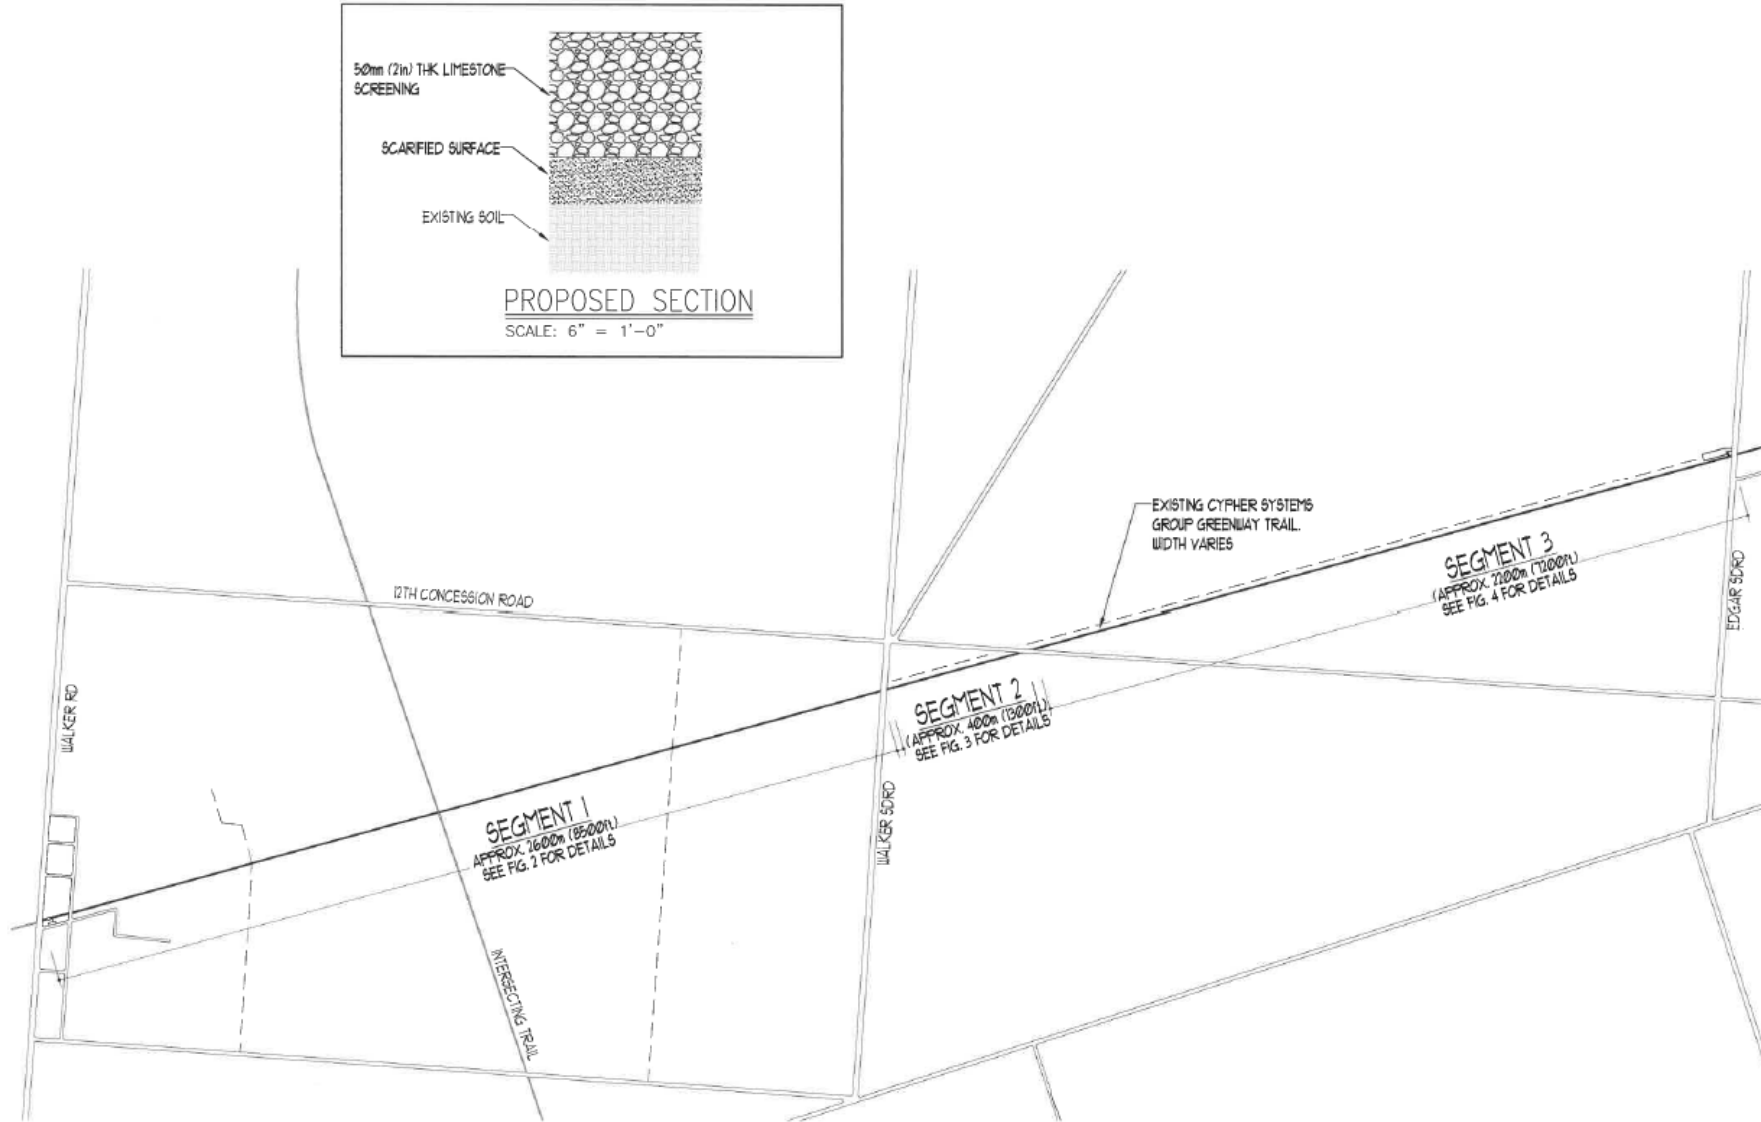 50mm (2in) THK LIMESTONE
SCREENING
SCARIFIED SURFACE
EXISTING SOIL
PROPOSED SECTION
SCALE: 6" = 1'-0"
EXISTING CYPHER SYSTEMS
GROUP GREENWAY TRAIL.
WIDTH VARIES
SEGMENT 3
(APPROX. 2200m (7200ft)
SEE FIG. 4 FOR DETAILS
EDGAR SDRD
12TH CONCESSION ROAD
WALKER RD
SEGMENT 2
(APPROX. 400m (1300ft)
SEE FIG. 3 FOR DETAILS
WALKER SDRD
SEGMENT 1
APPROX. 2600m (8500ft)
SEE FIG. 2 FOR DETAILS
INTERSECTING TRAIL